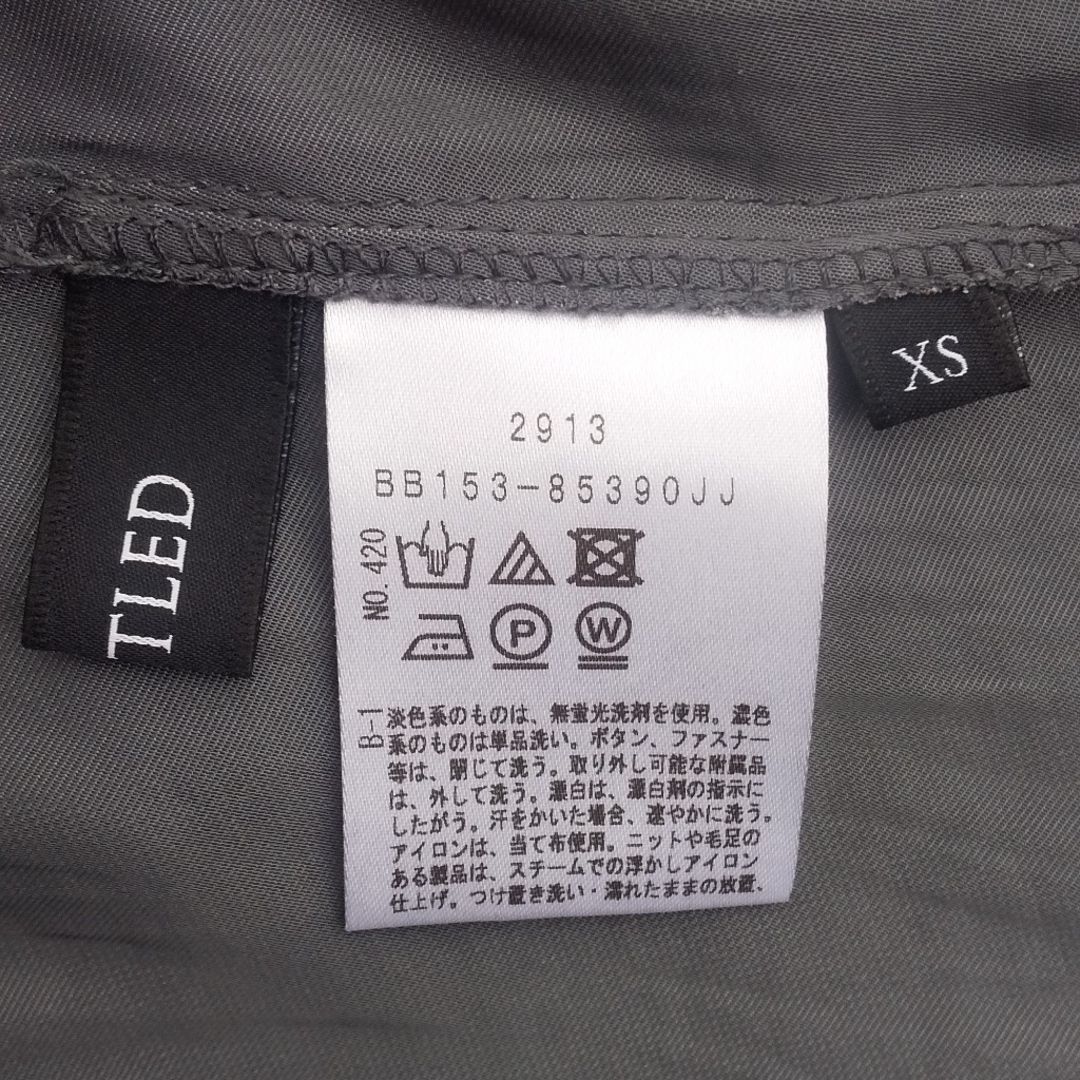 TLED
XS
2913
BB153-85390JJ
NO.420
P
W
B-1
淡色系のものは、無蛍光洗剤を使用。濃色
系のものは単品洗い。ボタン、ファスナー
等は、閉じて洗う。取り外し可能な附属品
は、外して洗う。漂白は、漂白剤の指示に
したがう。汗をかいた場合、速やかに洗う。
アイロンは、当て布使用。ニットや毛足の
ある製品は、スチームでの浮かしアイロン
仕上げ。つけ置き洗い・濡れたままの放置、